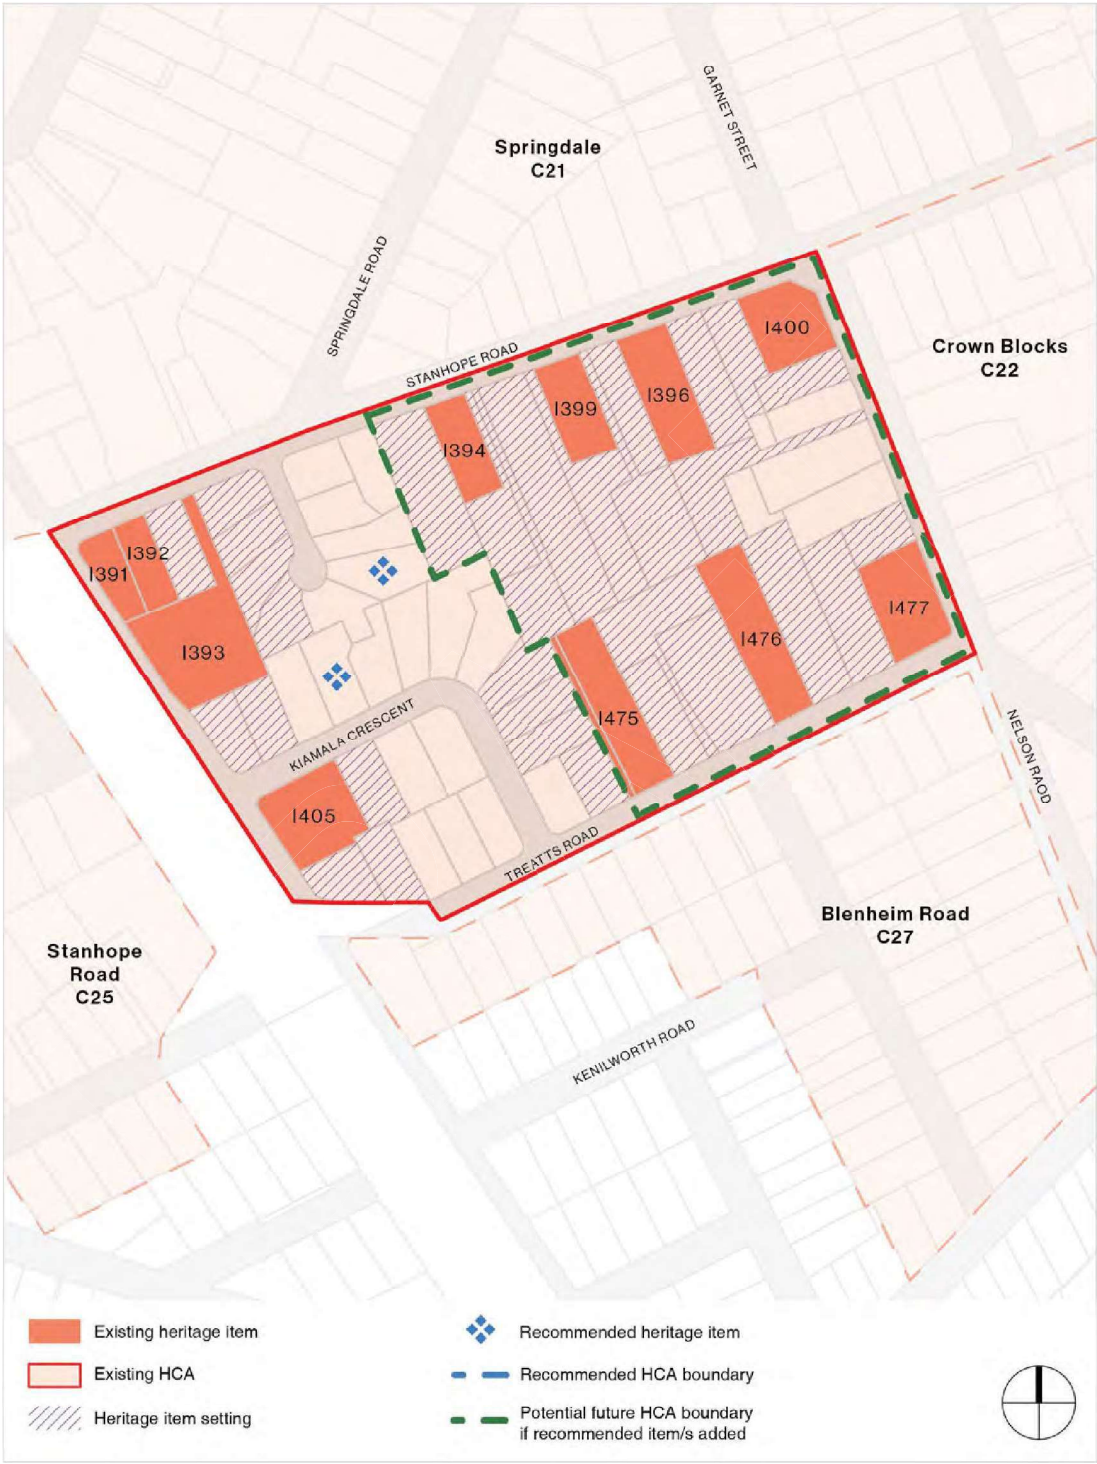 GARNET STREET
Springdale
C21
SPRINGDALE ROAD
STANHOPE ROAD
I400
Crown Blocks
C22
I396
I399
I394
I392
I391
I477
I476
I393
I475
KIAMALA CRESCENT
NELSON RAOD
I405
TREATTS ROAD
Blenheim Road
C27
Stanhope
Road
C25
KENILWORTH ROAD
Existing heritage item
Existing HCA
Heritage item setting
Recommended heritage item
Recommended HCA boundary
Potential future HCA boundary
if recommended item/s added